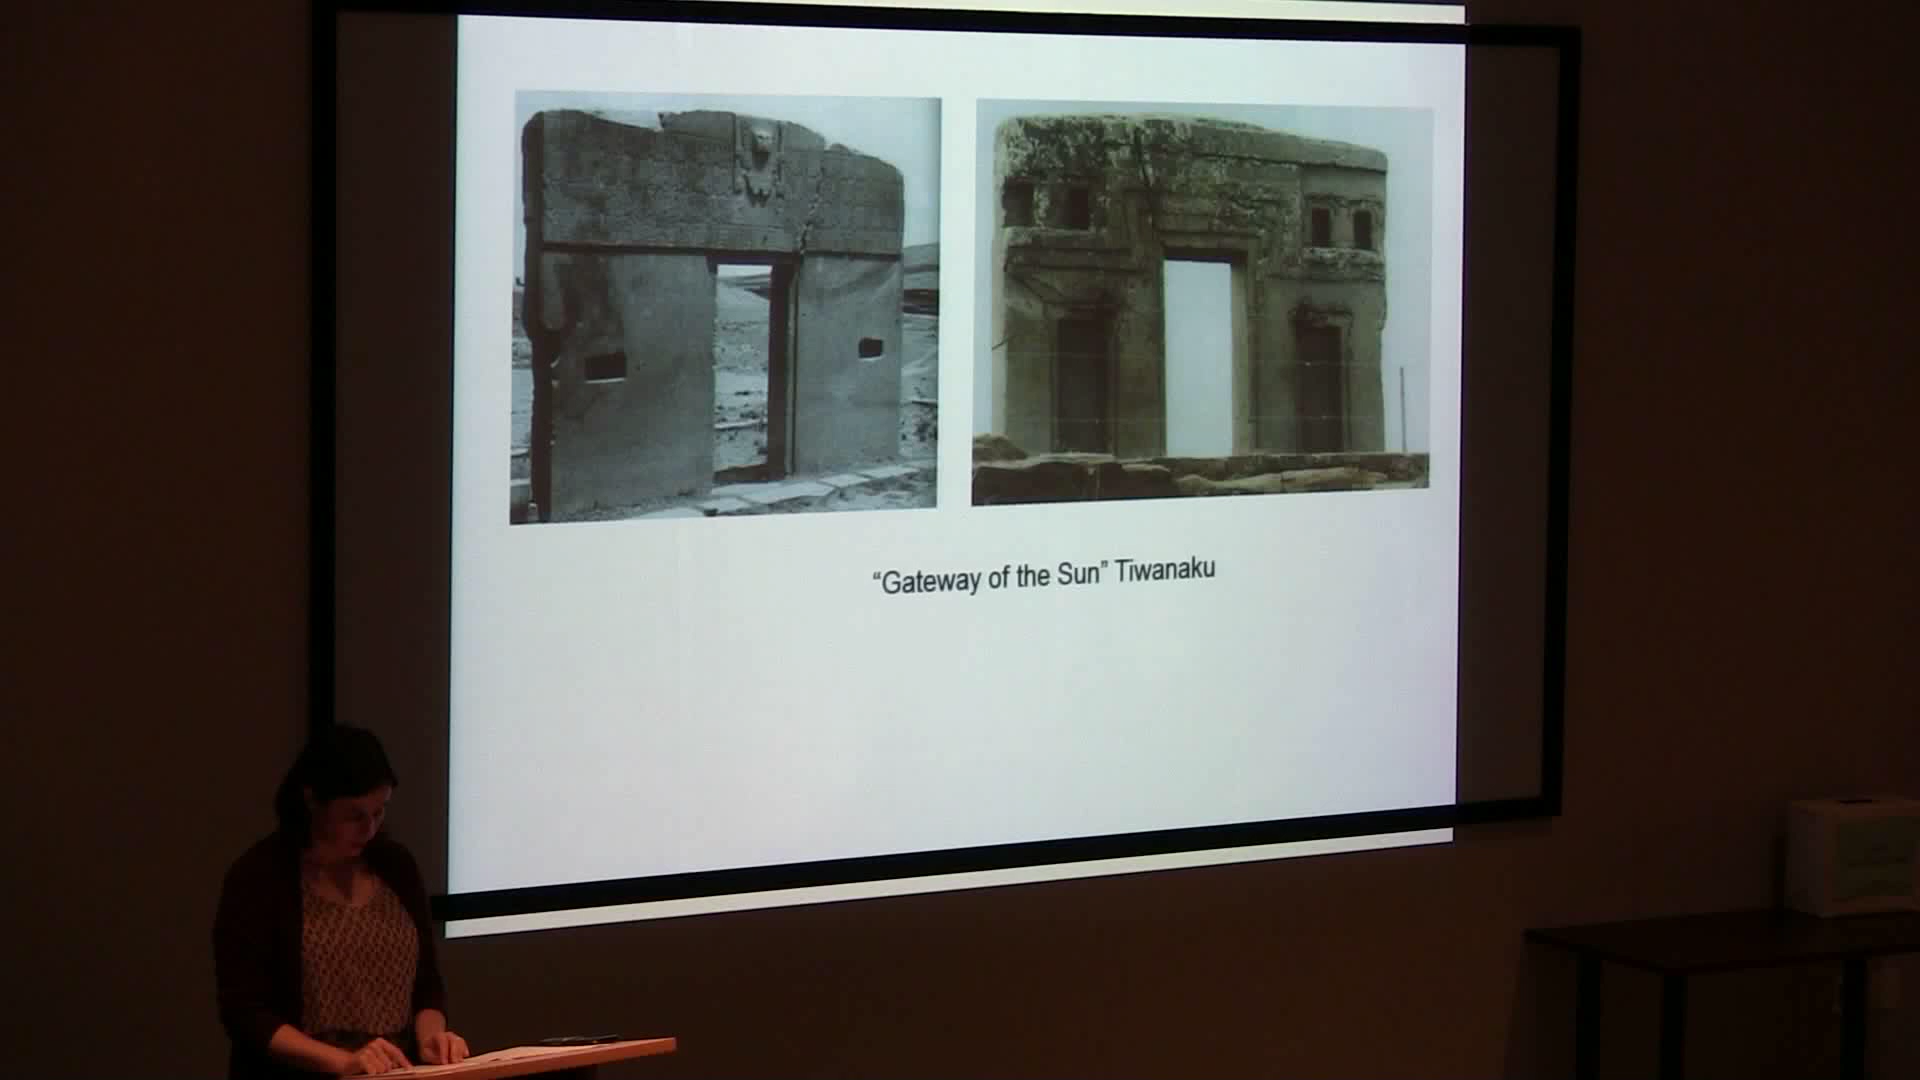 “Gateway of the Sun” Tiwanaku